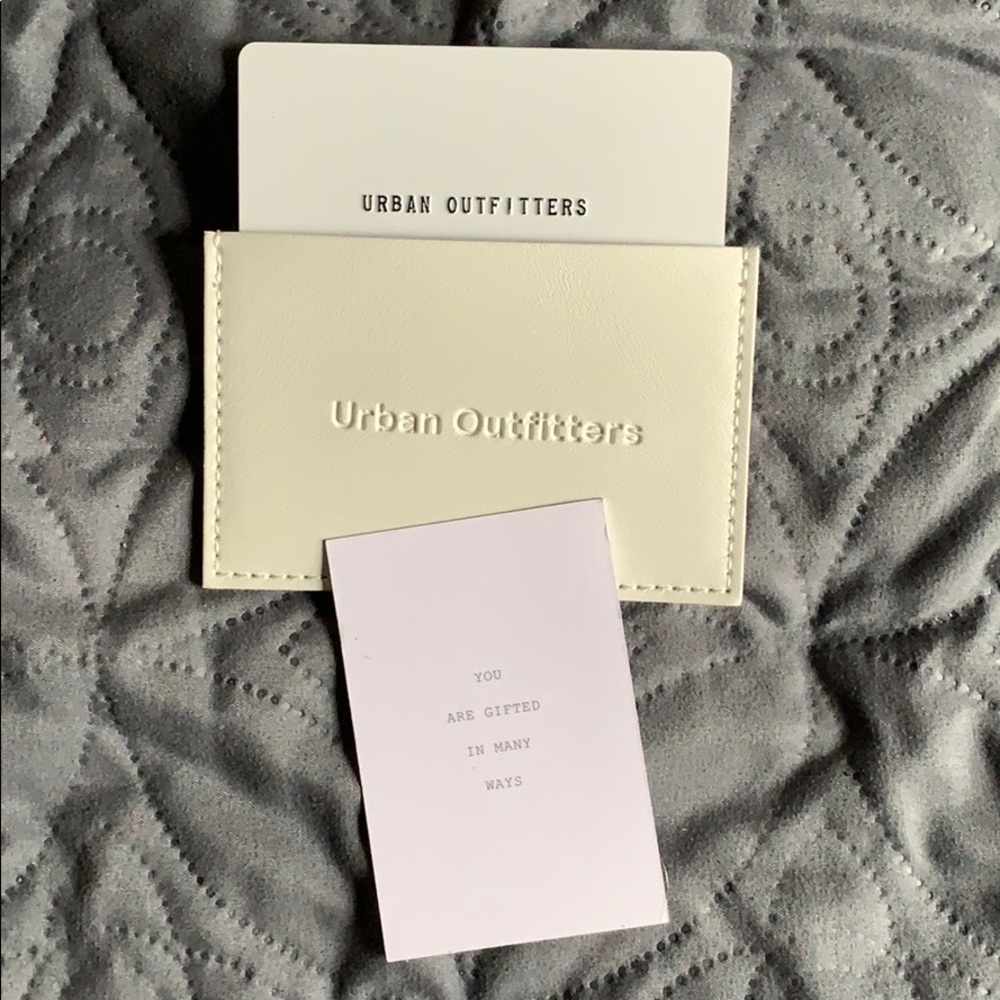 URBAN OUTFITTERS
Urban Outfitters
YOU
ARE GIFTED
IN MANY
WAYS